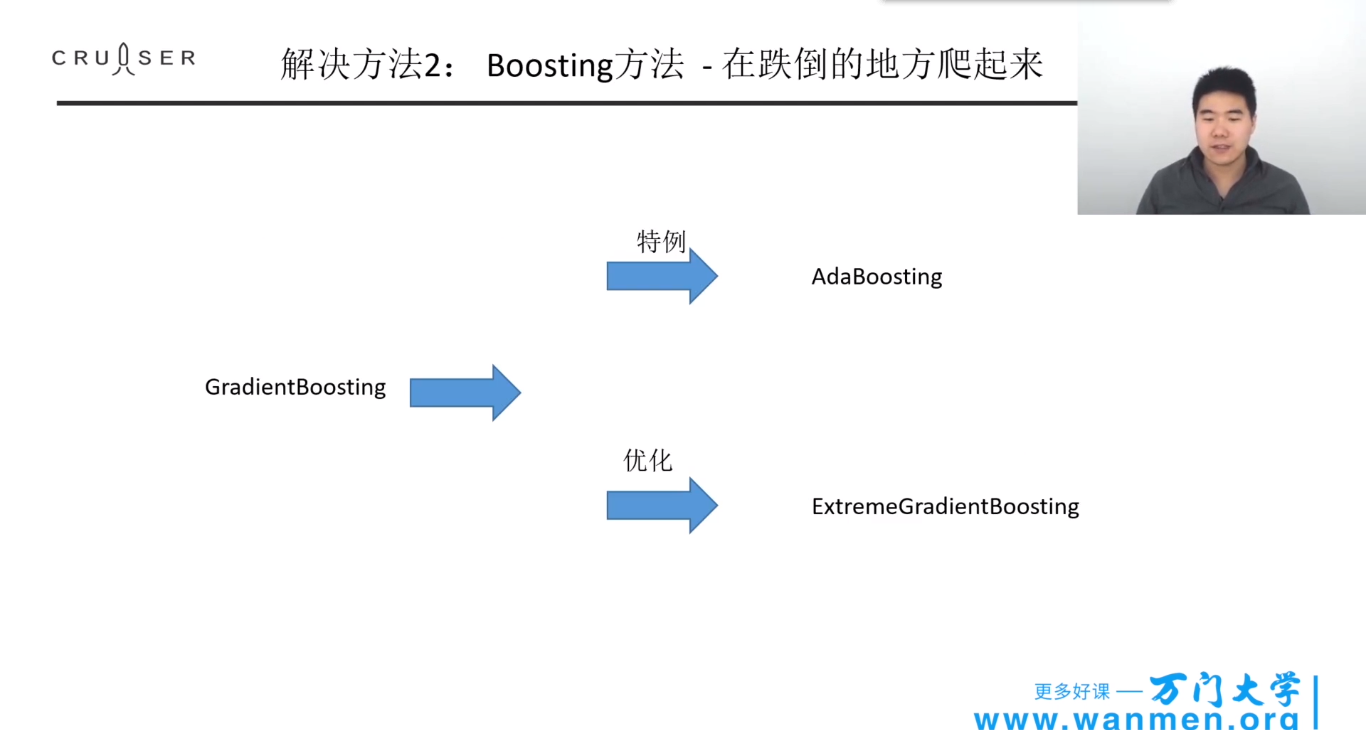 CRUISER
解决方法2： Boosting方法 - 在跌倒的地方爬起来
特例
AdaBoosting
GradientBoosting
优化
ExtremeGradientBoosting
更多好课 — 万门大学
www.wanmen.org